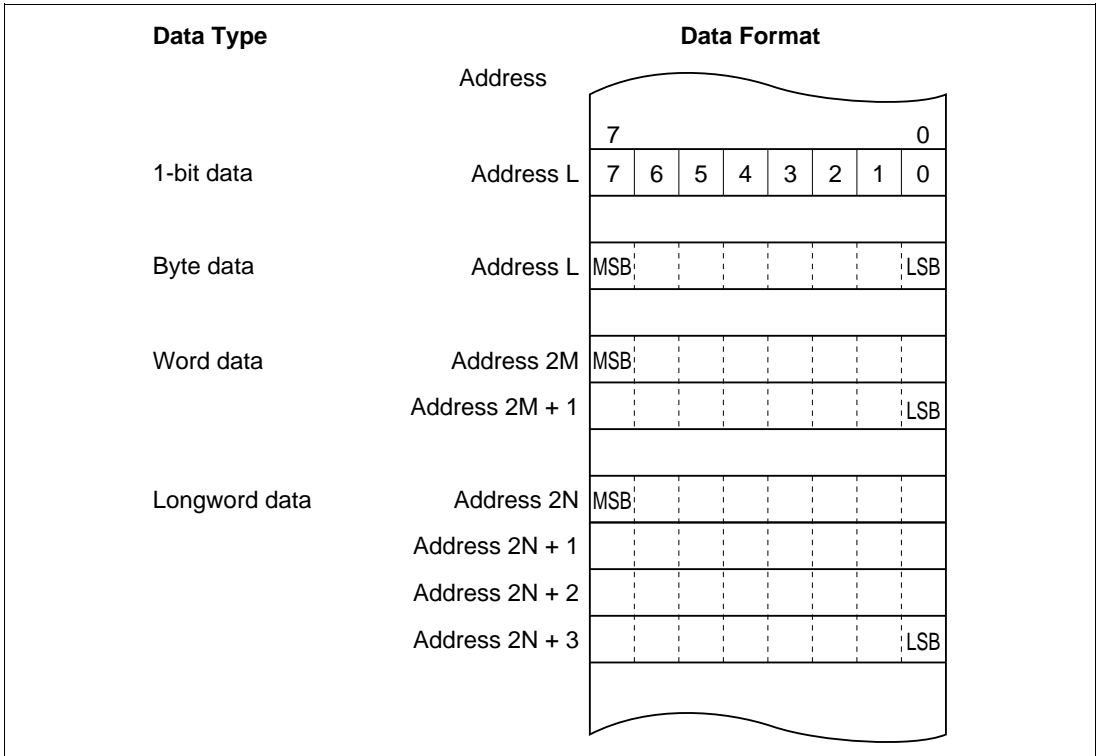 Data Type Data Format
Address
7 0
1-bit data Address L 7 6 5 4 3 2 1 0
Byte data Address L MSB LSB
Word data Address 2M MSB
Address 2M + 1 LSB
Longword data Address 2N MSB
Address 2N + 1
Address 2N + 2
Address 2N + 3 LSB